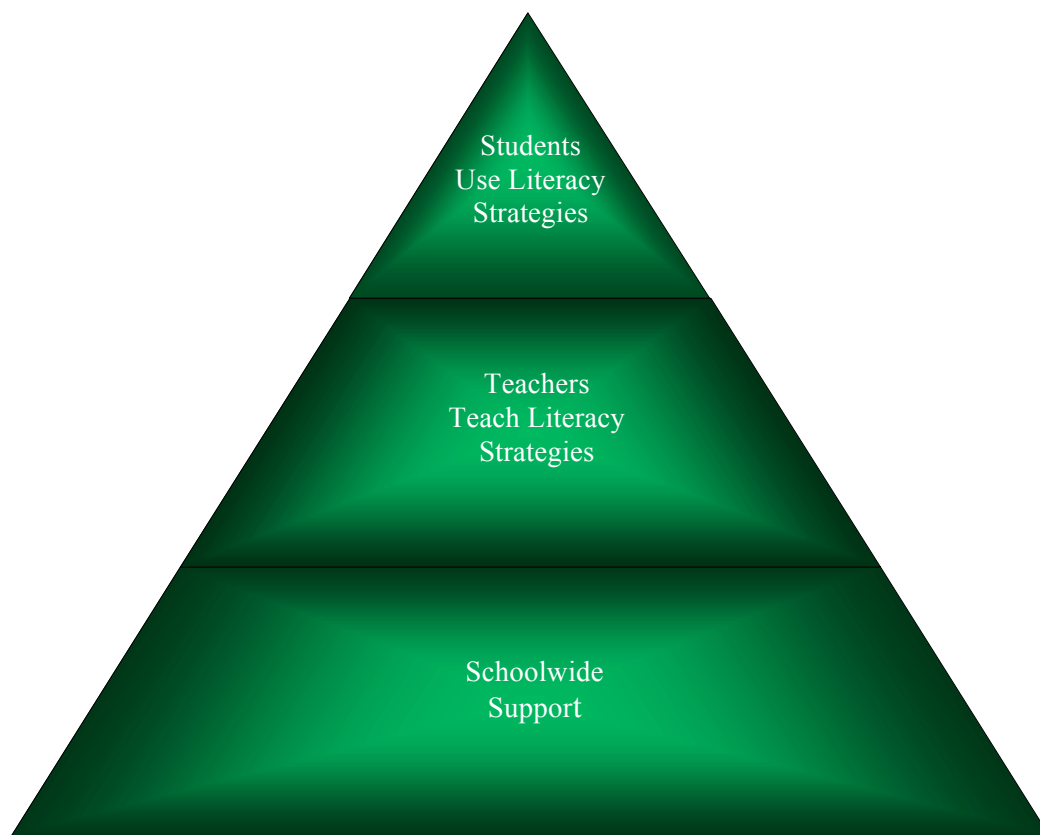 Students
Use Literacy
Strategies
Teachers
Teach Literacy
Strategies
Schoolwide
Support